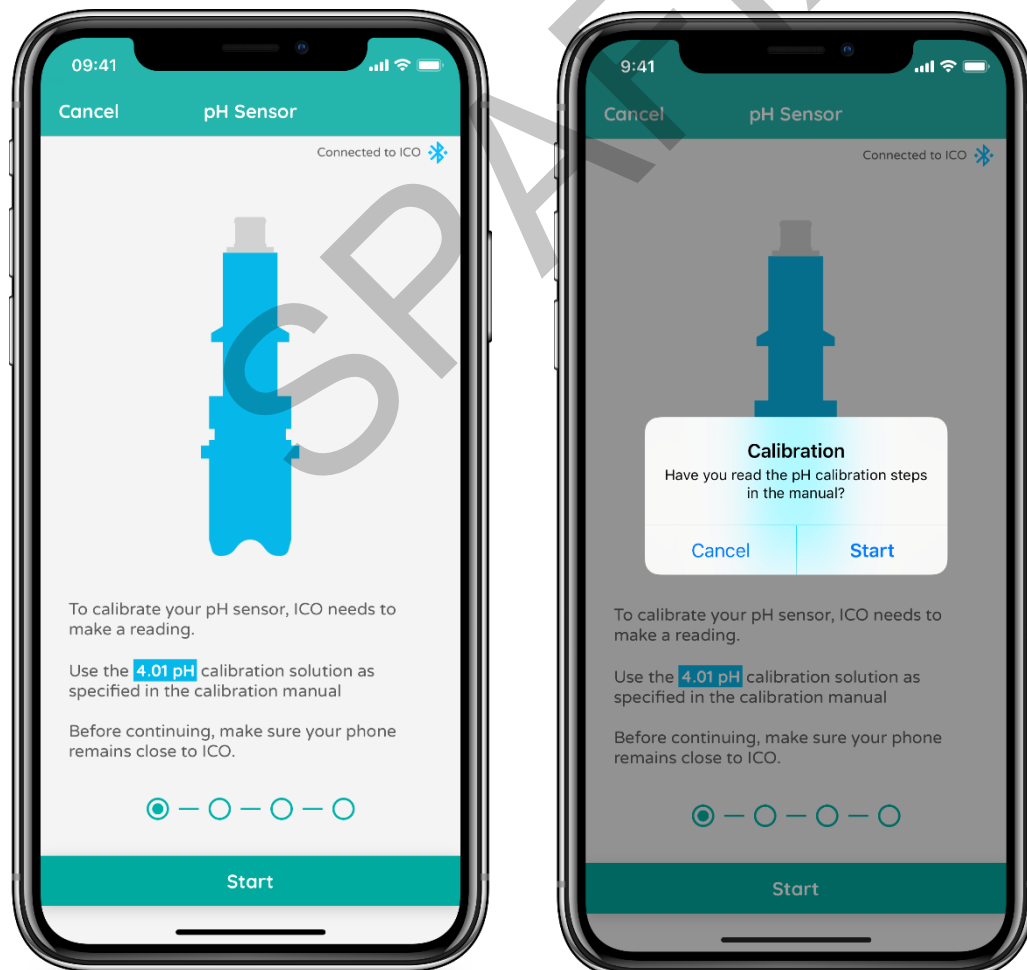 09:41
Cancel pH Sensor
Connected to ICO
To calibrate your pH sensor, ICO needs to
make a reading.
Use the 4.01 pH calibration solution as
specified in the calibration manual
Before continuing, make sure your phone
remains close to ICO.
Start
9:41
Cancel pH Sensor
Connected to ICO
Calibration
Have you read the pH calibration steps
in the manual?
Cancel Start
To calibrate your pH sensor, ICO needs to
make a reading.
Use the 4.01 pH calibration solution as
specified in the calibration manual
Before continuing, make sure your phone
remains close to ICO.
Start